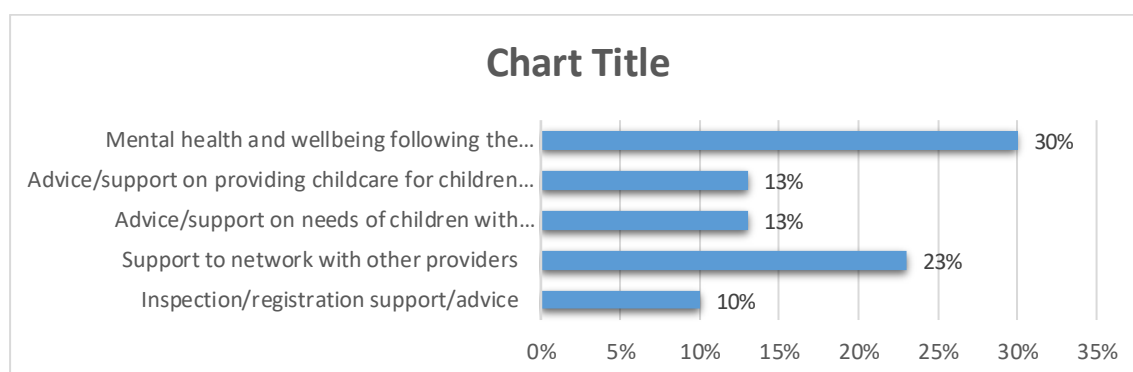 Chart Title
Mental health and wellbeing following the...
30%
Advice/support on providing childcare for children...
13%
Advice/support on needs of children with...
13%
Support to network with other providers
23%
Inspection/registration support/advice
10%
0% 5% 10% 15% 20% 25% 30% 35%